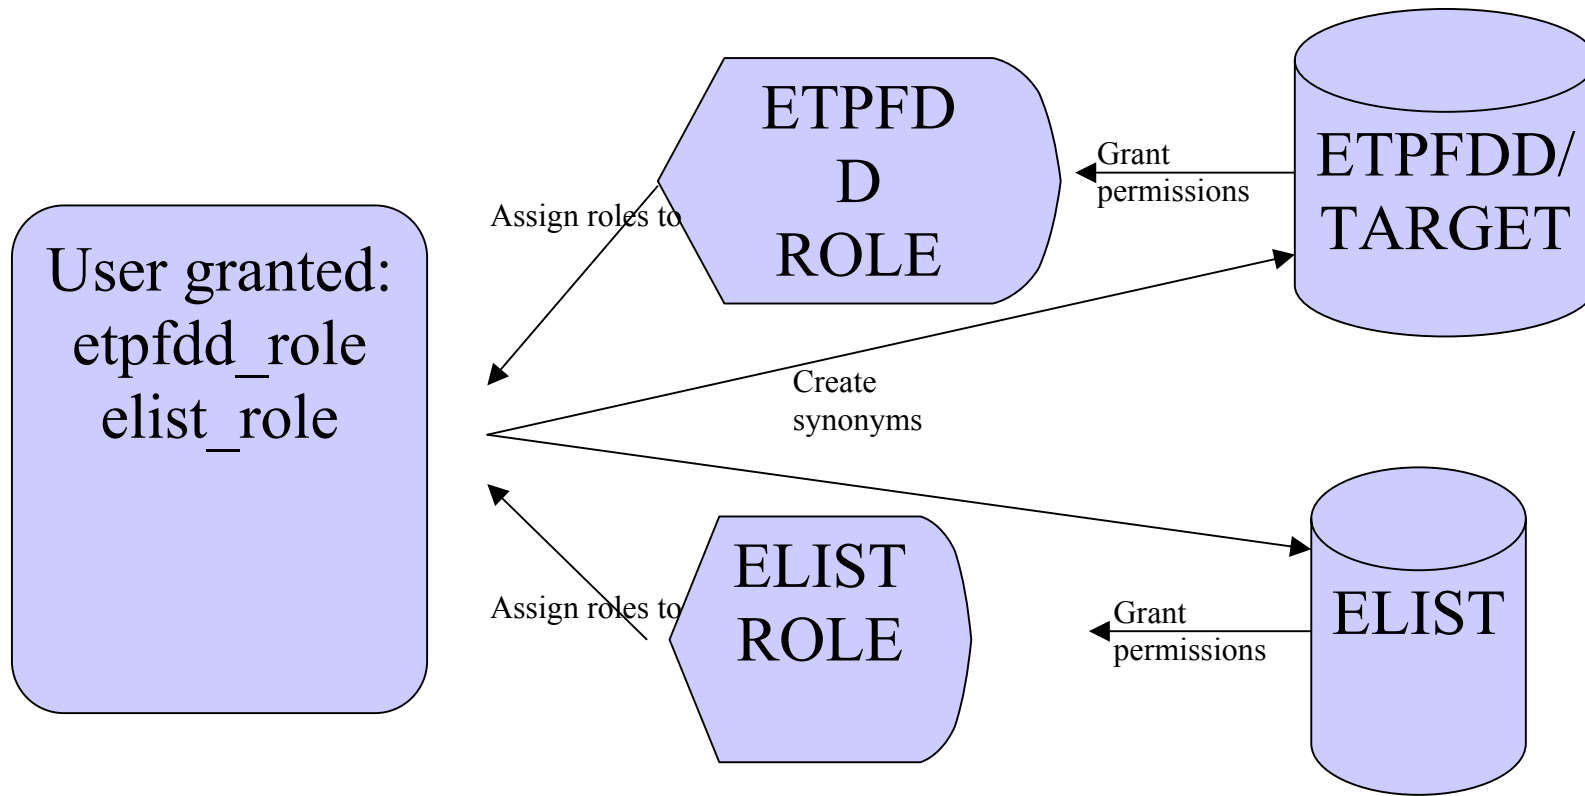 User granted:
etpfdd_role
elist_role
Assign roles to
ETPFD
D
ROLE
Grant
permissions
ETPFDD/
TARGET
Create
synonyms
Assign roles to
ELIST
ROLE
Grant
permissions
ELIST